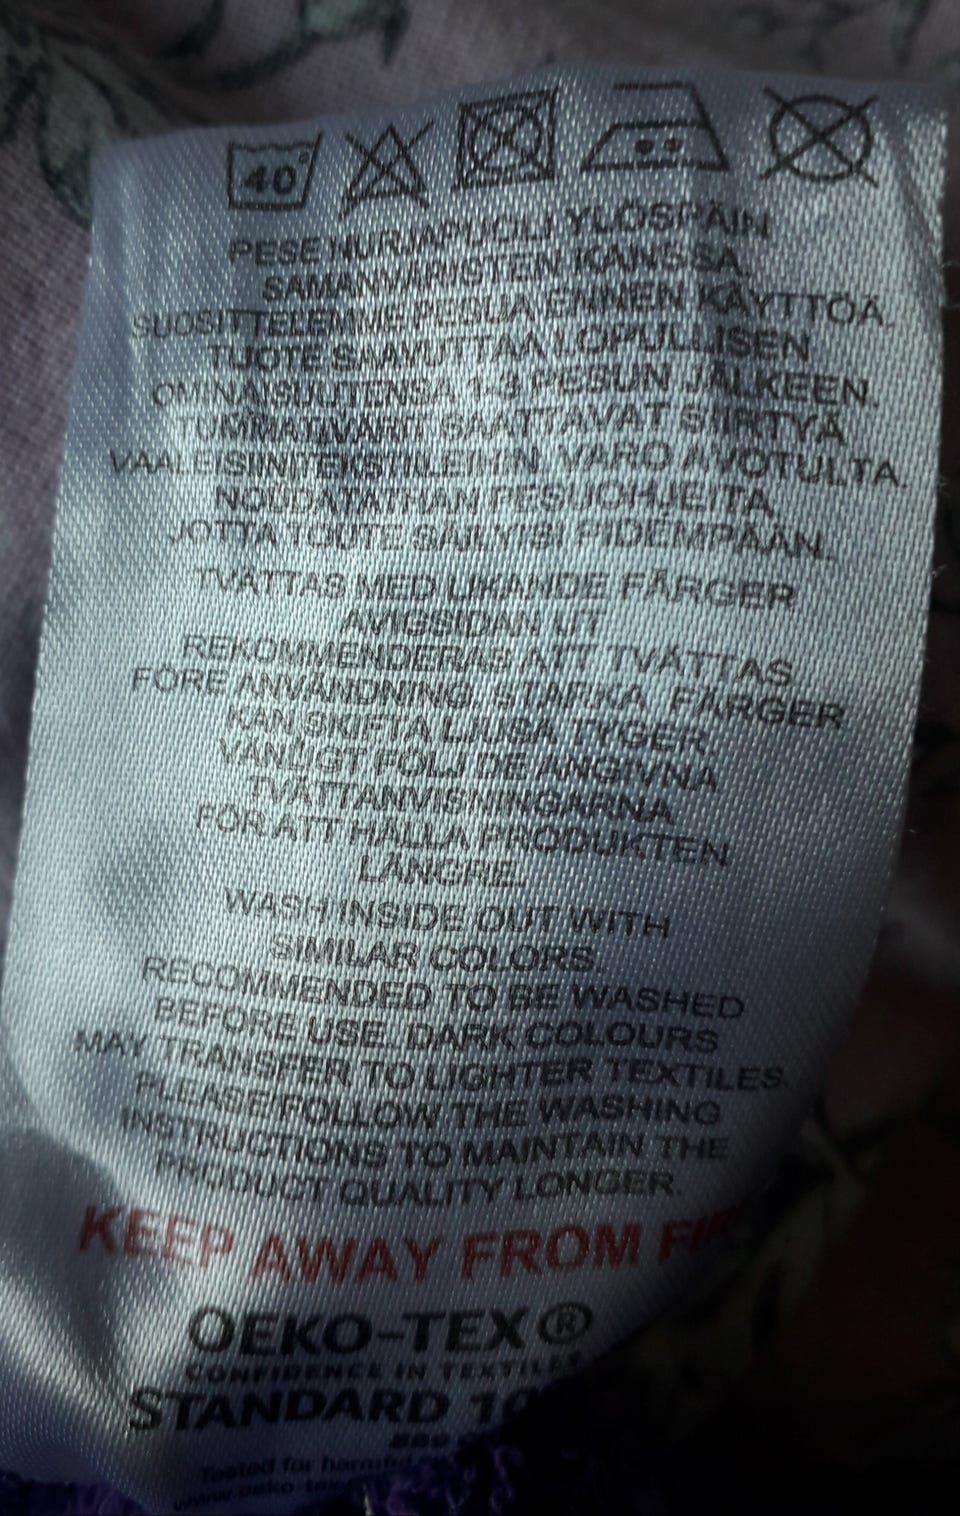 40°
PESE NURJAPUOLI YLÖSPÄIN
SAMANVÄRISTEN KANSSA.
SUOSITTELEMME PESUA ENNEN KÄYTTÖÄ.
TUOTE SAAVUTTAA LOPULLISEN
OMINAISUUTENSA 1-3 PESUN JÄLKEEN.
TUMMAT VÄRIT SAATTAVAT SIIRTYÄ
VAALEISIIN TEKSTIILEIHIN. VARO AVOTULTA.
NOUDATATHAN PESUOHJEITA,
JOTTA TOUTE SÄILYISI PIDEMPÄÄN.
TVÄTTAS MED LIKANDE FÄRGER
AVIGSIDAN UT
REKOMMENDERAS ATT TVÄTTAS
FÖRE ANVÄNDNING. STARKA FÄRGER
KAN SKIFTA LJUSA TYGER
VÄNLIGT FÖLJ DE ANGIVNA
TVÄTTANVISNINGARNA
FÖR ATT HÅLLA PRODUKTEN
LÄNGRE.
WASH INSIDE OUT WITH
SIMILAR COLORS.
RECOMMENDED TO BE WASHED
BEFORE USE. DARK COLOURS
MAY TRANSFER TO LIGHTER TEXTILES.
PLEASE FOLLOW THE WASHING
INSTRUCTIONS TO MAINTAIN THE
PRODUCT QUALITY LONGER.
KEEP AWAY FROM
OEKO-TEX®
CONFIDENCE IN TEXTILES
STANDARD
Tested for